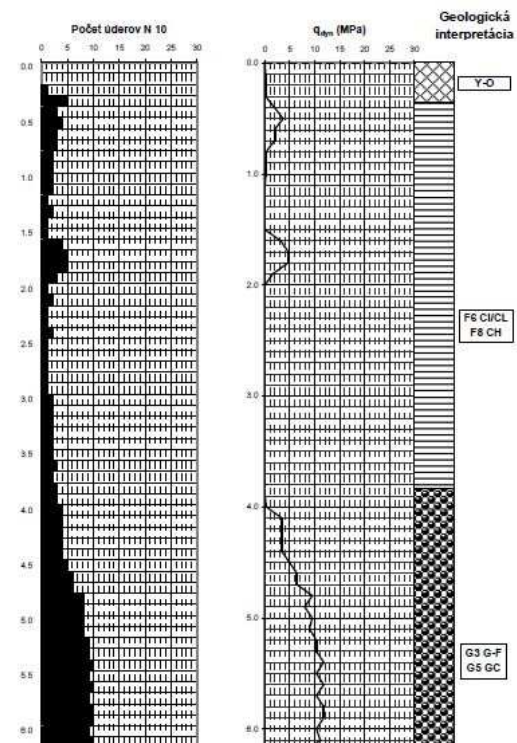 Počet úderov N 10
0 5 10 15 20 25 30
0.0
0.5
1.0
1.5
2.0
2.5
3.0
3.5
4.0
4.5
5.0
5.5
6.0
q dyn (MPa)
0 5 10 15 20 25 30
0.0
1.0
2.0
3.0
4.0
5.0
6.0
Geologická
interpretácia
Y-O
F6 CI/CL
F8 CH
G3 G-F
G5 GC